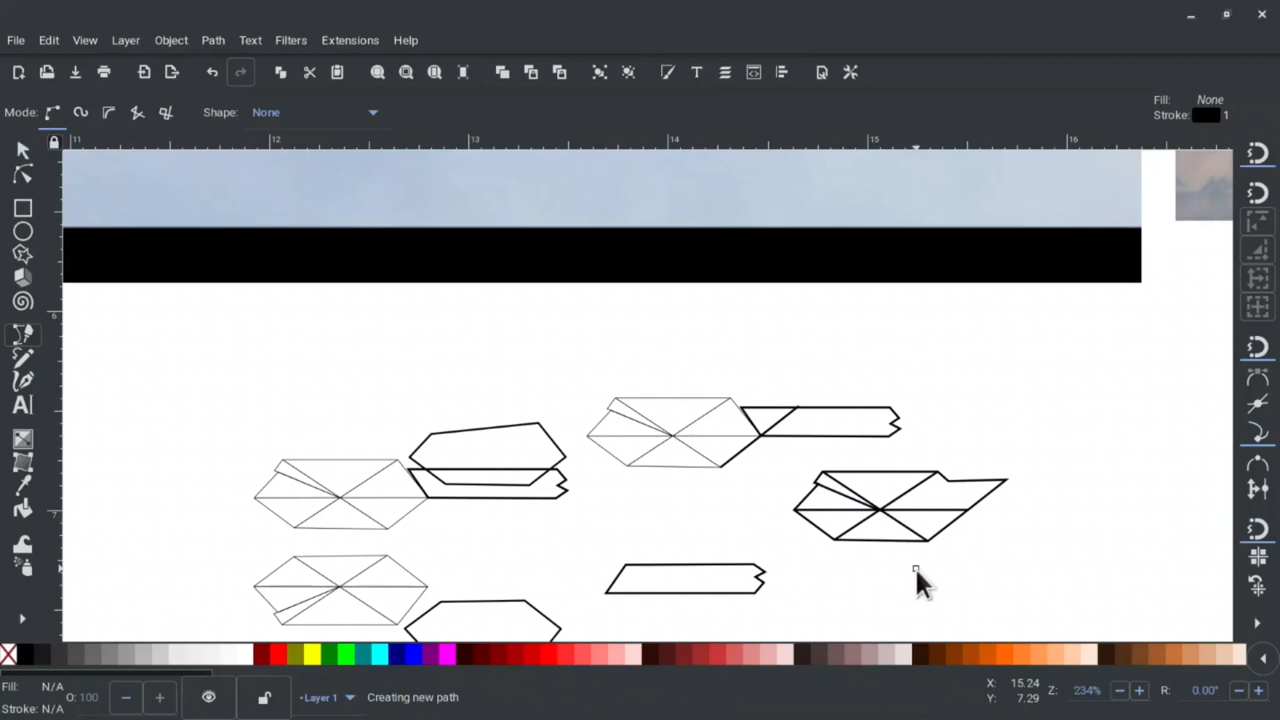 File Edit View Layer Object Path Text Filters Extensions Help
Mode: Shape: None Fill: None
Stroke: 1
11 12 13 14 15 16
6
7
Fill: N/A
Stroke: N/A
O: 100
Layer 1
Creating new path
X: 15.24
Y: 7.29
Z: 234%
R: 0.00°